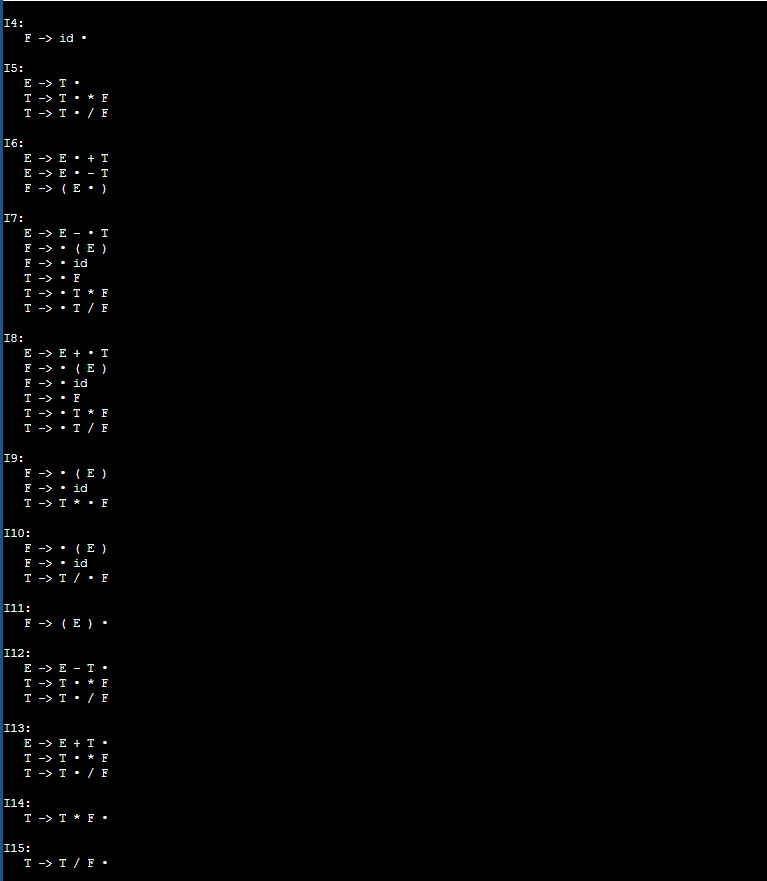 I4:
F -> id •
I5:
E -> T •
T -> T • * F
T -> T • / F
I6:
E -> E • + T
E -> E • - T
F -> ( E • )
I7:
E -> E - • T
F -> • ( E )
F -> • id
T -> • F
T -> • T * F
T -> • T / F
I8:
E -> E + • T
F -> • ( E )
F -> • id
T -> • F
T -> • T * F
T -> • T / F
I9:
F -> • ( E )
F -> • id
T -> T * • F
I10:
F -> • ( E )
F -> • id
T -> T / • F
I11:
F -> ( E ) •
I12:
E -> E - T •
T -> T • * F
T -> T • / F
I13:
E -> E + T •
T -> T • * F
T -> T • / F
I14:
T -> T * F •
I15:
T -> T / F •